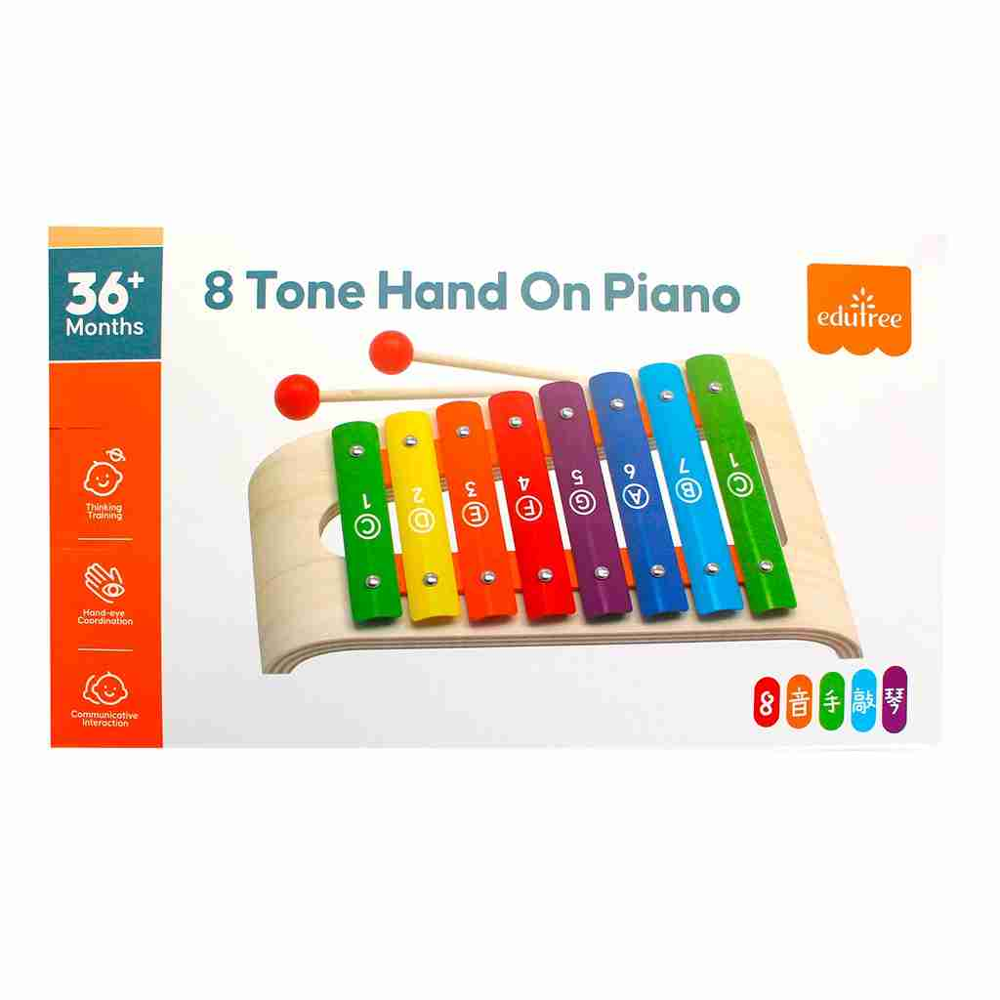 36+
Months
8 Tone Hand On Piano
edutree
Thinking
Training
Hand-eye
Coordination
Communicative
Interaction
1 2 3 4 5 6 7 1
C D E F G A B C
8音手敲琴